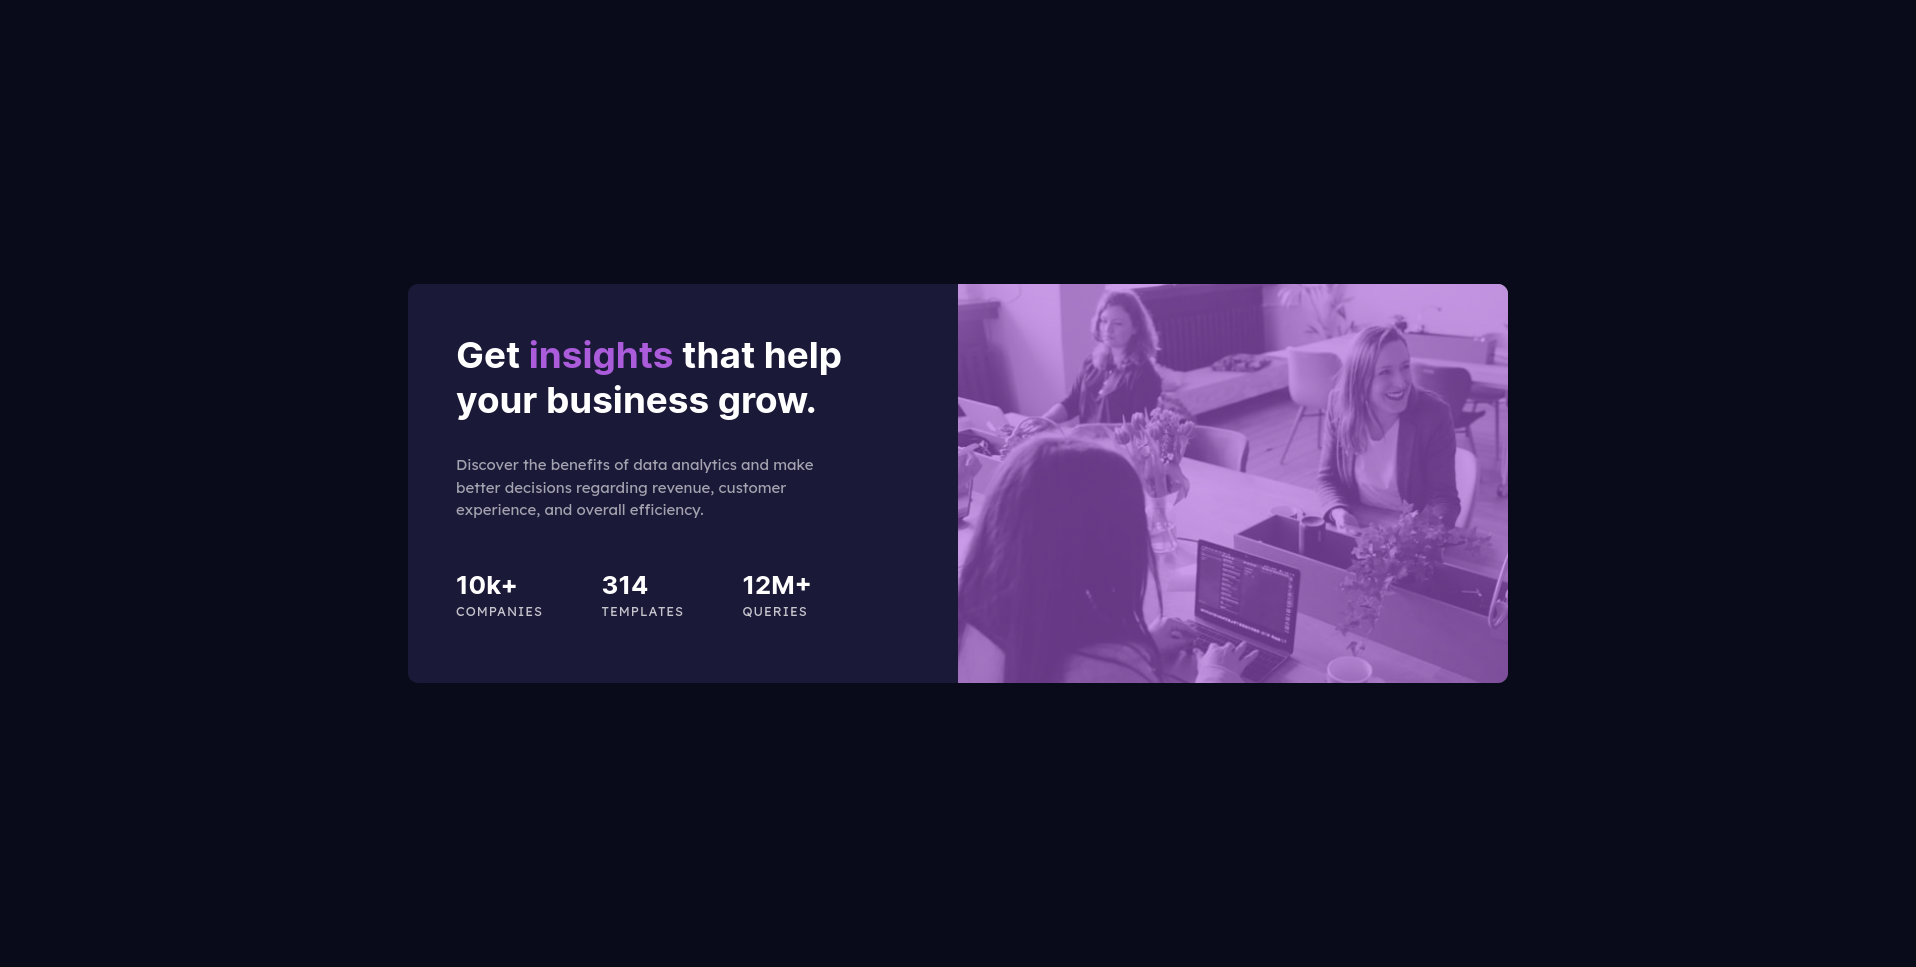 Get insights that help
your business grow.
Discover the benefits of data analytics and make
better decisions regarding revenue, customer
experience, and overall efficiency.
10k+ 314 12M+
COMPANIES TEMPLATES QUERIES